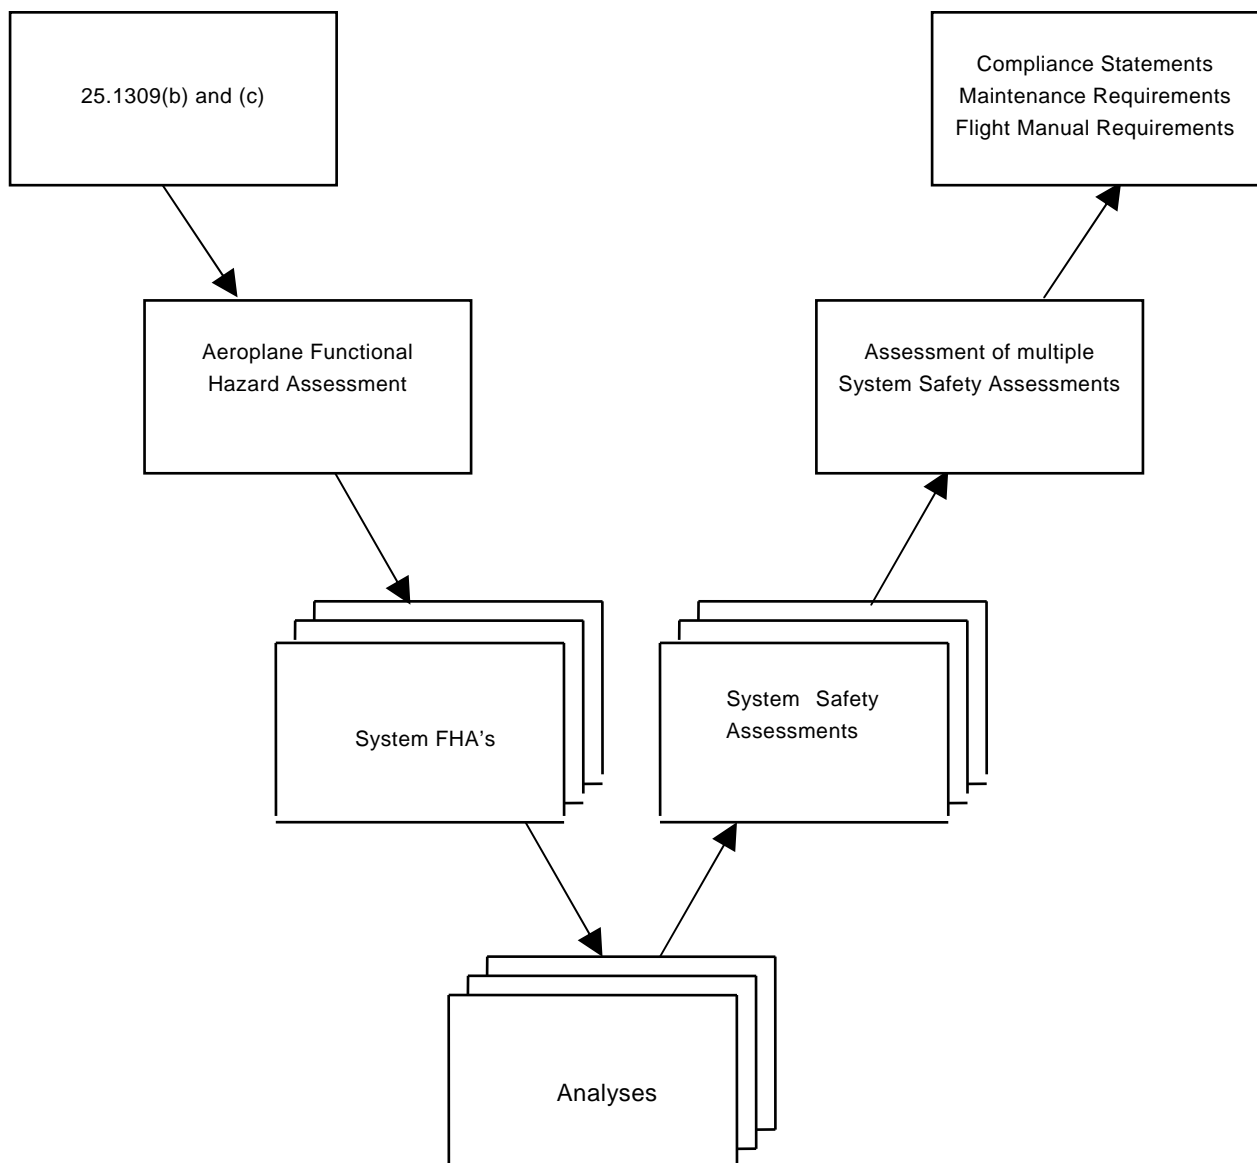 25.1309(b) and (c)
Compliance Statements
Maintenance Requirements
Flight Manual Requirements
Aeroplane Functional
Hazard Assessment
Assessment of multiple
System Safety Assessments
System FHA's
System Safety
Assessments
Analyses